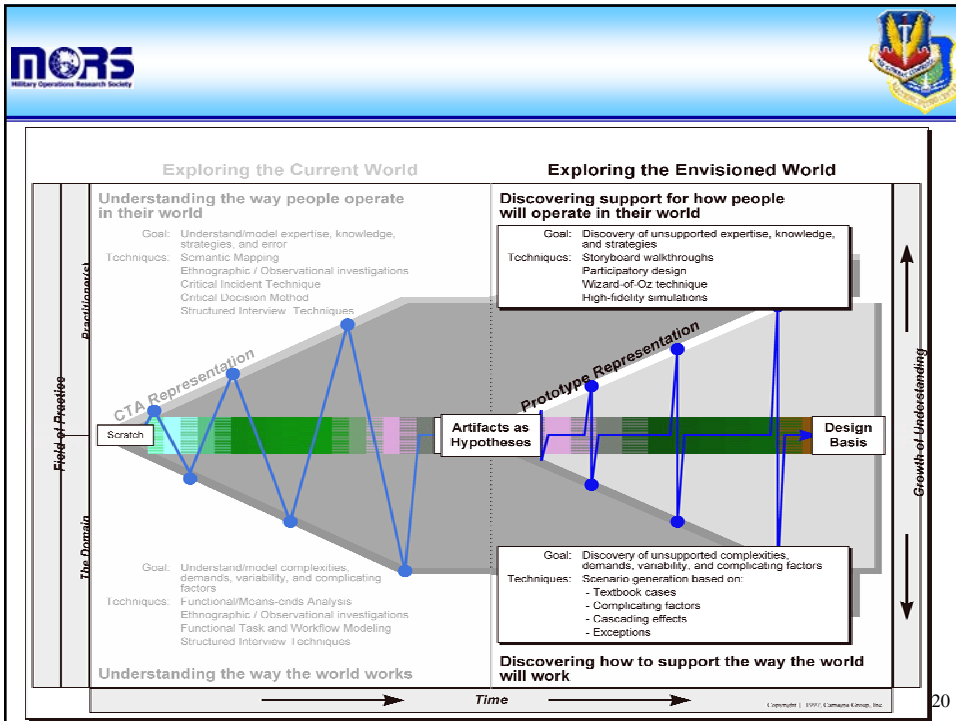 MORS
Military Operations Research Society
Exploring the Current World
Exploring the Envisioned World
Understanding the way people operate
in their world
Goal: Understand/model expertise, knowledge,
strategies, and error
Techniques: Semantic Mapping
Ethnographic / Observational investigations
Critical Incident Technique
Critical Decision Method
Structured Interview Techniques
Discovering support for how people
will operate in their world
Goal: Discovery of unsupported expertise, knowledge,
and strategies
Techniques: Storyboard walkthroughs
Participatory design
Wizard-of-Oz technique
High-fidelity simulations
Practitioner(s)
Field of Practice
The Domain
CTA Representation
Prototype Representation
Scratch
Artifacts as
Hypotheses
Design
Basis
Growth of Understanding
Goal: Understand/model complexities,
demands, variability, and complicating
factors
Techniques: Functional/Means-ends Analysis
Ethnographic / Observational investigations
Functional Task and Workflow Modeling
Structured Interview Techniques
Understanding the way the world works
Goal: Discovery of unsupported complexities,
demands, variability, and complicating factors
Techniques: Scenario generation based on:
- Textbook cases
- Complicating factors
- Cascading effects
- Exceptions
Discovering how to support the way the world
will work
Time
Copyright 1997, Carnegie Group, Inc
20